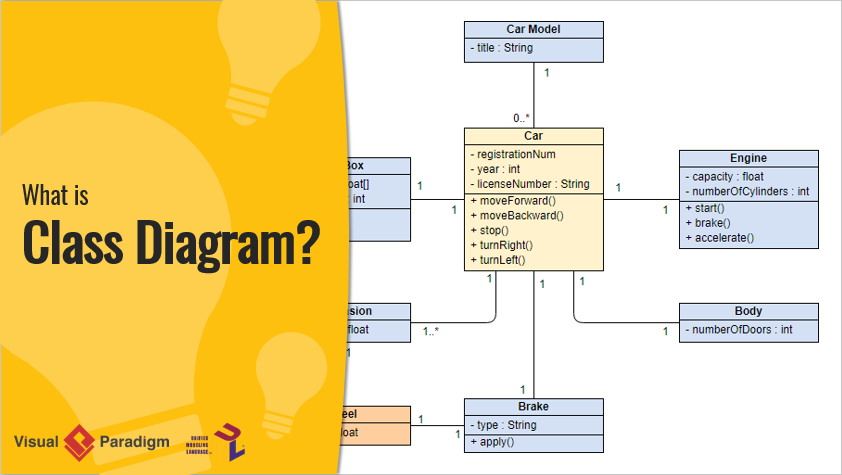 What is
Class Diagram?
Visual Paradigm
UNIFIED
MODELING
LANGUAGE
Car Model
- title : String
1
0..*
Car
- registrationNum
- year : int
- licenseNumber : String
+ moveForward()
+ moveBackward()
+ stop()
+ turnRight()
+ turnLeft()
Box
oat[]
: int
1
1
1
1
Engine
- capacity : float
- numberOfCylinders : int
+ start()
+ brake()
+ accelerate()
1
1
1
sion
float
1..*
1
Body
- numberOfDoors : int
1
1
Brake
- type : String
+ apply()
eel
oat
1
1